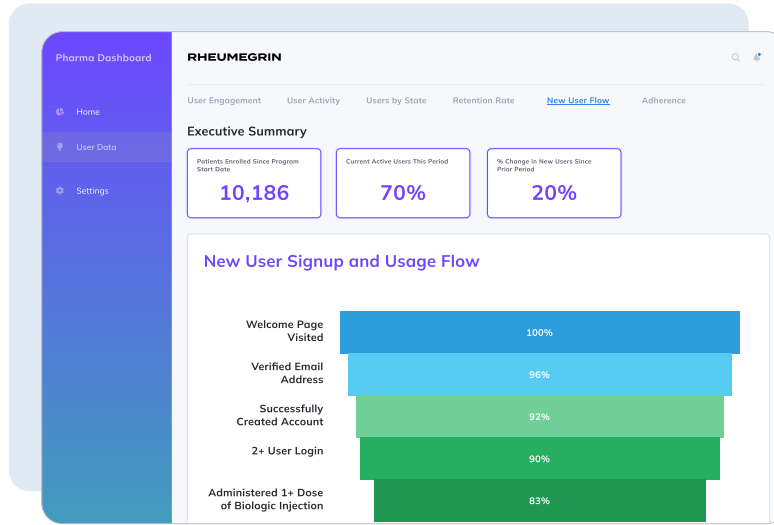 Pharma Dashboard
Home
User Data
Settings
RHEUMEGRIN
User Engagement
User Activity
Users by State
Retention Rate
New User Flow
Adherence
Executive Summary
Patients Enrolled Since Program
Start Date
10,186
Current Active Users This Period
70%
% Change in New Users Since
Prior Period
20%
New User Signup and Usage Flow
Welcome Page
Visited
100%
Verified Email
Address
96%
Successfully
Created Account
92%
2+ User Login
90%
Administered 1+ Dose
of Biologic Injection
83%